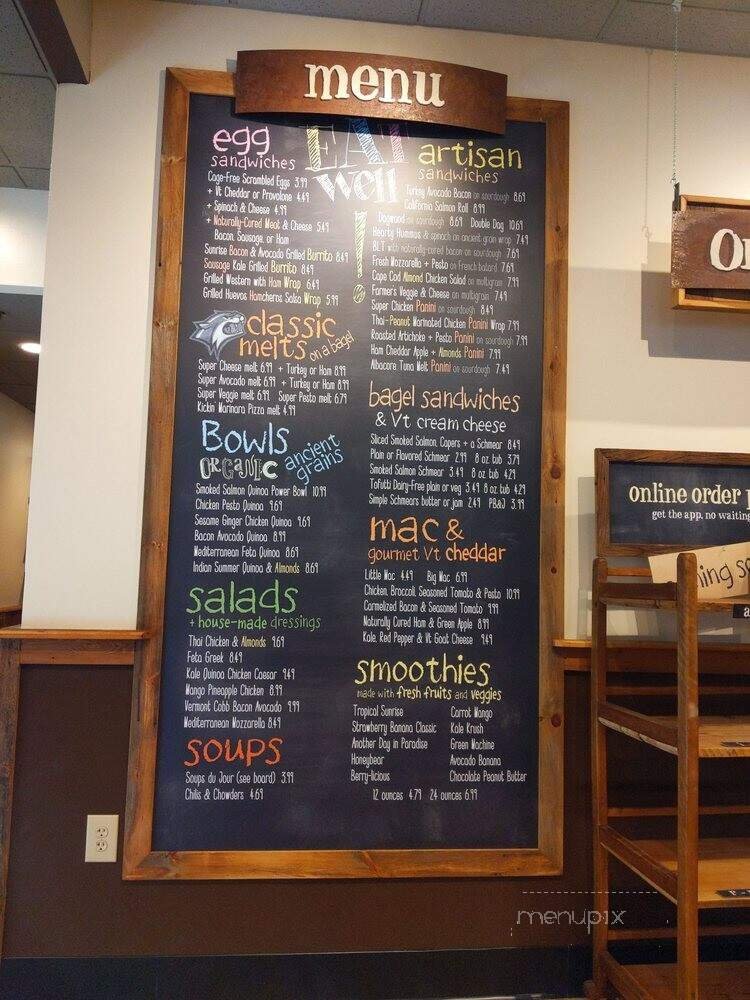 menu
EAT
well
!
egg
sandwiches
Cage-Free Scrambled Eggs 3.99
+ Vt Cheddar or Provolone 4.49
+ Spinach & Cheese 4.99
+ Naturally-Cured Meat & Cheese 5.49
Bacon, Sausage, or Ham
Sunrise Bacon & Avocado Grilled Burrito 8.49
Sausage Kale Grilled Burrito 8.49
Grilled Western with Ham Wrap 6.49
Grilled Huevos Hamcheros Salsa Wrap 5.99
classic
melts on a bagel
Super Cheese melt 6.99 + Turkey or Ham 8.99
Super Avocado melt 6.99 + Turkey or Ham 8.99
Super Veggie melt 6.99 Super Pesto melt 6.79
Kickin' Marinara Pizza melt 4.99
Bowls
ORGANIC ancient
grains
Smoked Salmon Quinoa Power Bowl 10.99
Chicken Pesto Quinoa 9.69
Sesame Ginger Chicken Quinoa 9.69
Bacon Avocado Quinoa 8.99
Mediterranean Feta Quinoa 8.69
Indian Summer Quinoa & Almonds 8.69
salads
+ house-made dressings
Thai Chicken & Almonds 9.69
Feta Greek 8.49
Kale Quinoa Chicken Caesar 9.49
Mango Pineapple Chicken 8.99
Vermont Cobb Bacon Avocado 9.99
Mediterranean Mozzarella 8.49
soups
Soups du Jour (see board) 3.99
Chilis & Chowders 4.69
artisan
sandwiches
Turkey Avocado Bacon on sourdough 8.69
California Salmon Roll 8.99
Dagwood on sourdough 8.69 Double Dag 10.69
Hearty Hummus & spinach on ancient grain wrap 7.49
BLT with naturally-cured bacon on sourdough 7.69
Fresh Mozzarella + Pesto on French batard 7.69
Cape Cod Almond Chicken Salad on multigrain 7.99
Farmer's Veggie & Cheese on multigrain 7.49
Super Chicken Panini on sourdough 8.49
Thai-Peanut Marinated Chicken Panini Wrap 7.99
Roasted Artichoke + Pesto Panini on sourdough 7.99
Ham Cheddar Apple + Almonds Panini 7.99
Albacore Tuna Melt Panini on sourdough 7.49
bagel sandwiches
& Vt cream cheese
Sliced Smoked Salmon, Capers + a Schmear 8.49
Plain or Flavored Schmear 2.99 8 oz tub 3.79
Smoked Salmon Schmear 3.49 8 oz tub 4.29
Tofutti Dairy-Free plain or veg 3.49 8 oz tub 4.29
Simple Schmears butter or jam 2.49 PB&J 3.99
mac &
gourmet Vt cheddar
Little Mac 4.49 Big Mac 6.99
Chicken, Broccoli, Seasoned Tomato & Pesto 10.99
Carmelized Bacon & Seasoned Tomato 9.99
Naturally Cured Ham & Green Apple 8.99
Kale, Red Pepper & Vt Goat Cheese 9.49
smoothies
made with fresh fruits and veggies
Tropical Sunrise Carrot Mango
Strawberry Banana Classic Kale Krush
Another Day in Paradise Green Machine
Honeybear Avocado Banana
Berry-licious Chocolate Peanut Butter
12 ounces 4.79 24 ounces 6.99
online order
get the app, no waiting
menupix